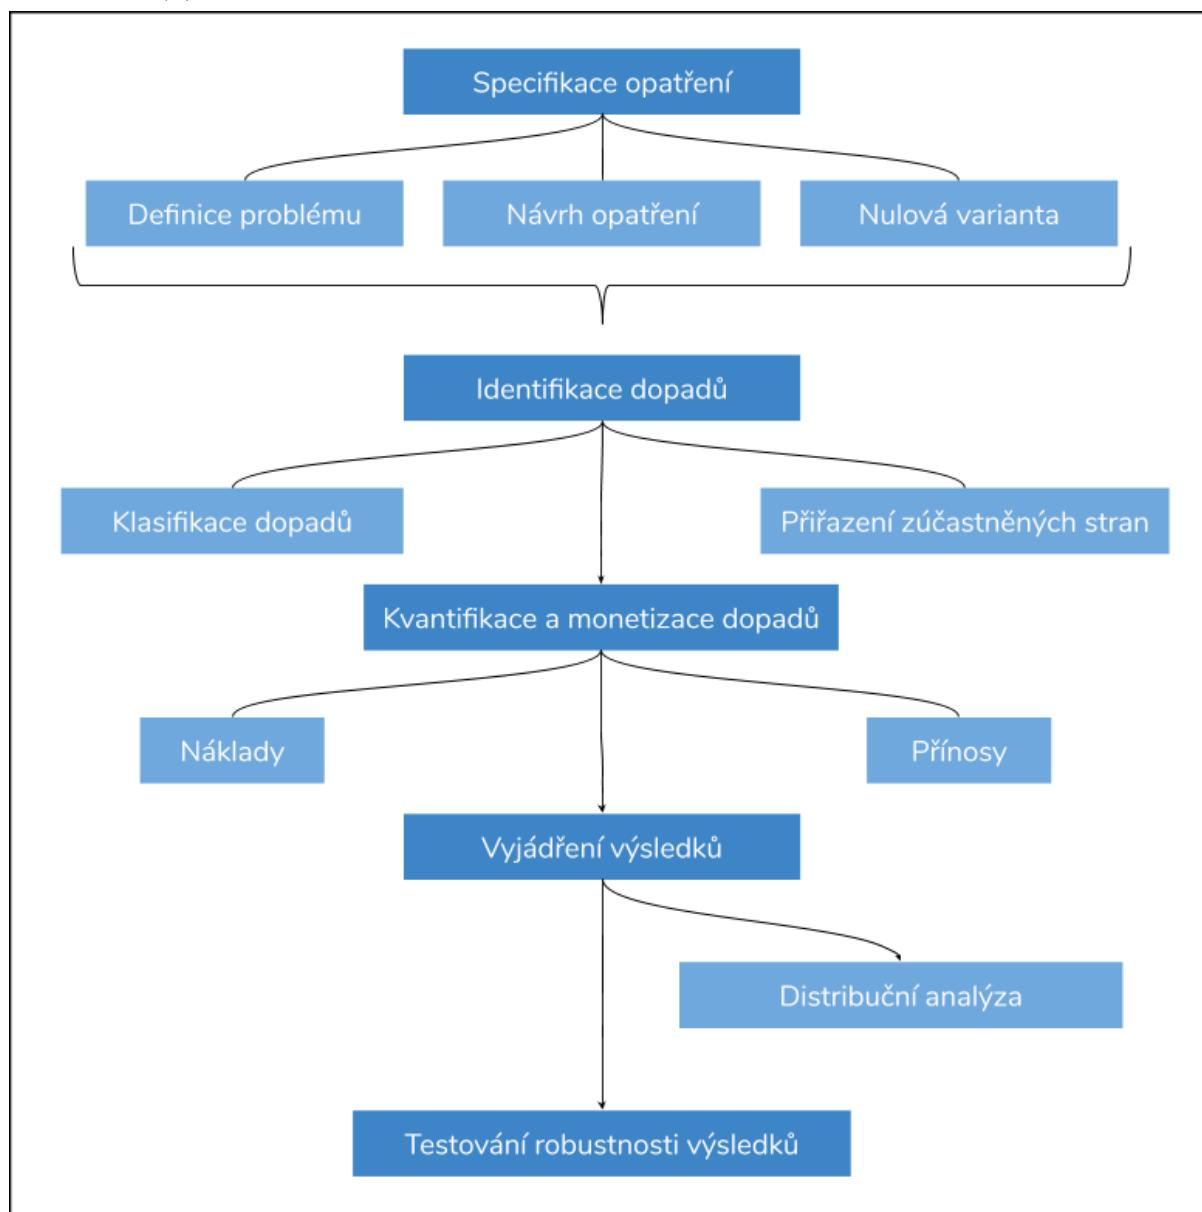 Specifikace opatření
Definice problému
Návrh opatření
Nulová varianta
Identifikace dopadů
Klasifikace dopadů
Přiřazení zúčastněných stran
Kvantifikace a monetizace dopadů
Náklady
Přínosy
Vyjádření výsledků
Distribuční analýza
Testování robustnosti výsledků